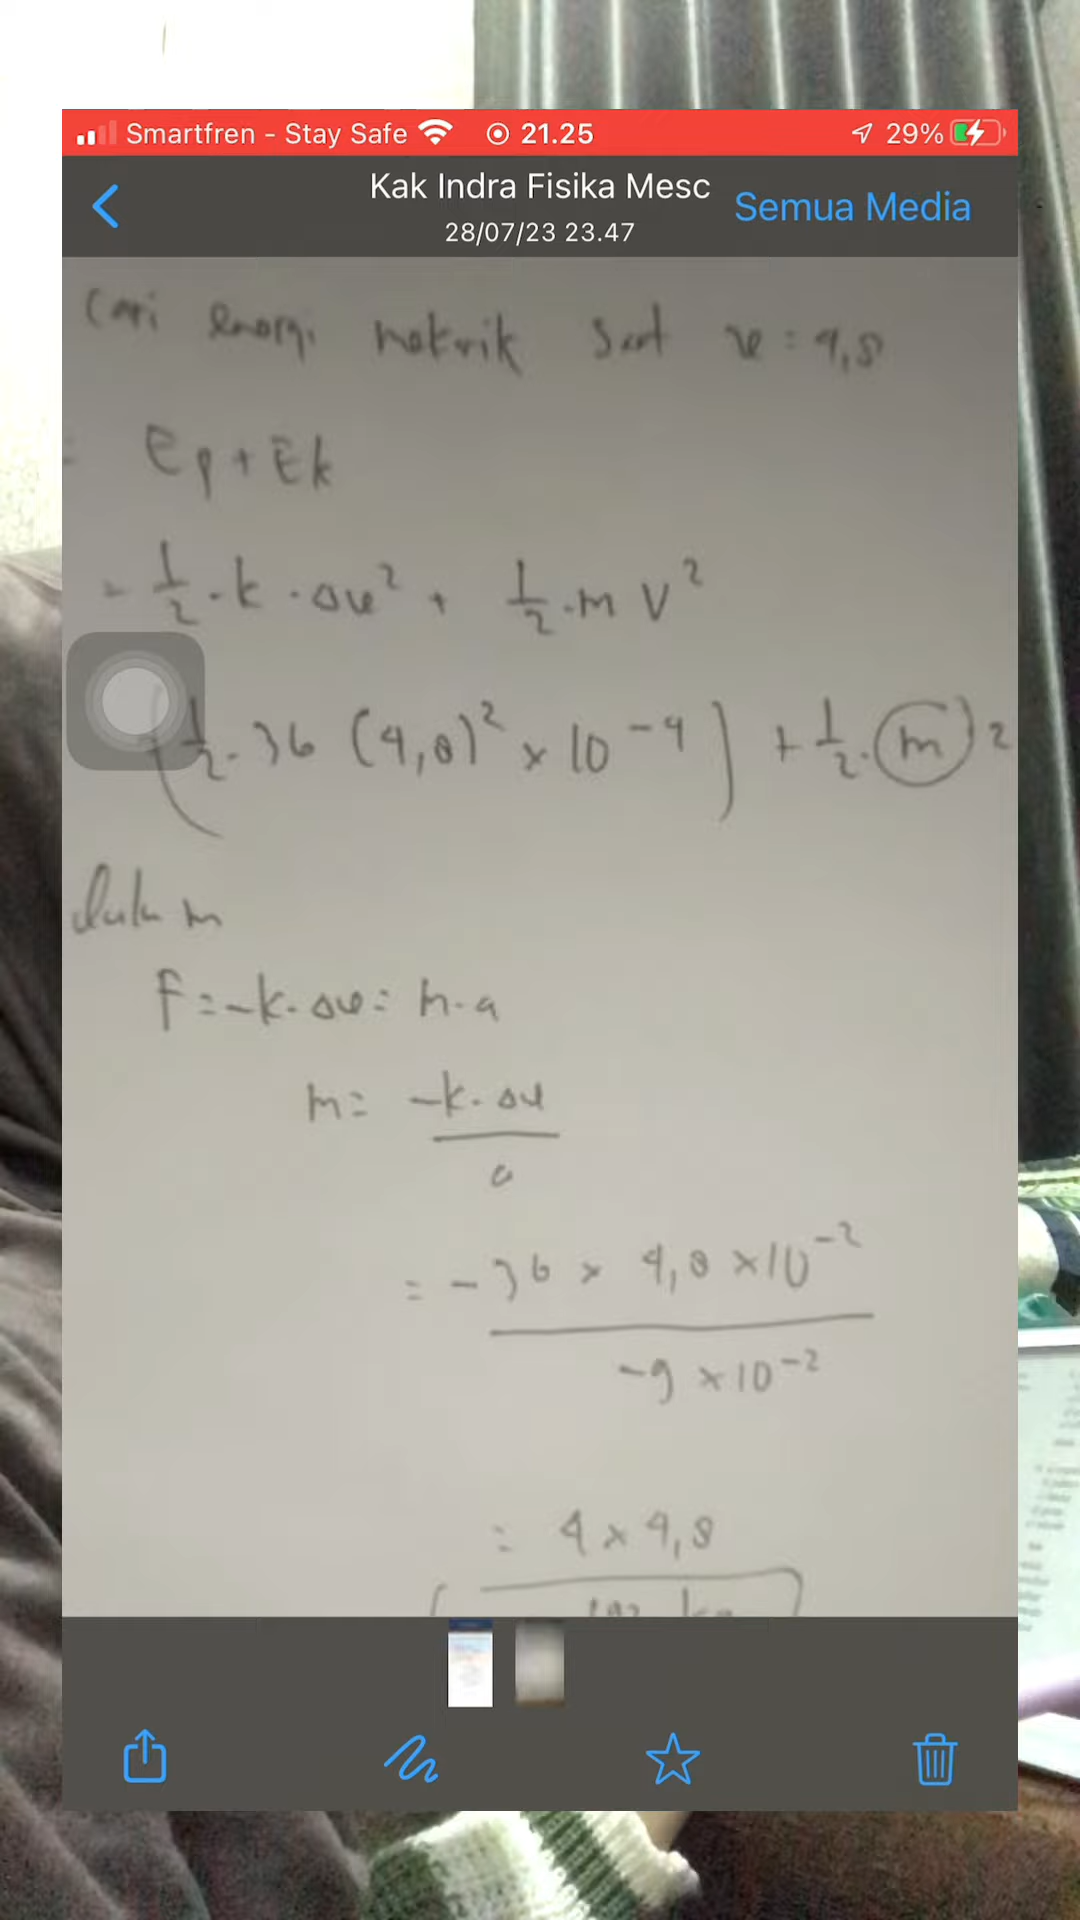 Smartfren - Stay Safe 21.25 29%
Kak Indra Fisika Mesc
Semua Media
28/07/23 23.47
Cari energi saat x = 4,8
= Ep + Ek
= 1/2 · k · Δx² + 1/2 · m v²
(1/2 · 36 (4,8)² × 10⁻⁴) + 1/2 · m ) 2
m
F = -k · Δx = m · a
m = -k · Δx / a
= -36 × 4,8 × 10⁻² / -9 × 10⁻²
= 4 × 4,8